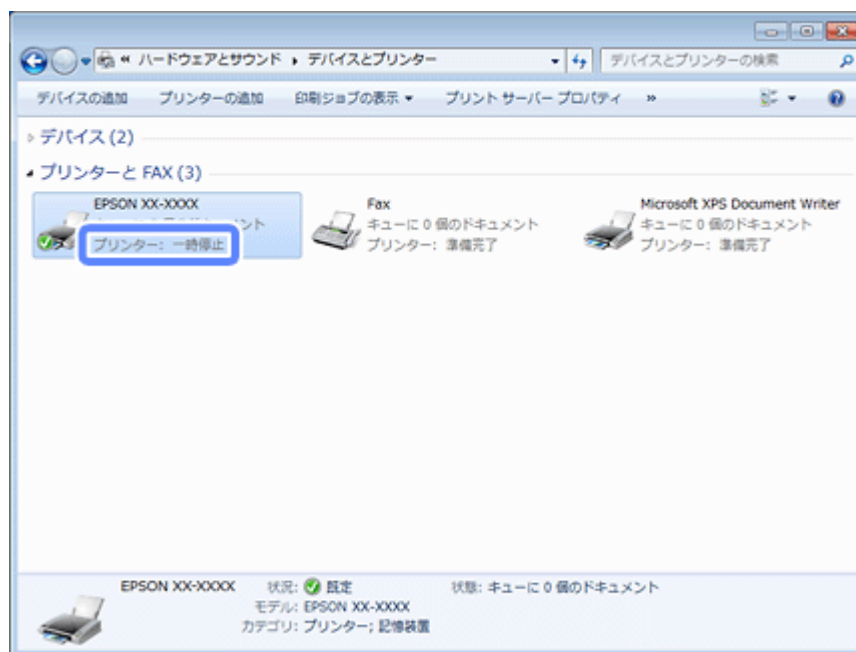 « ハードウェアとサウンド ▸ デバイスとプリンター
デバイスとプリンターの検索
デバイスの追加 プリンターの追加 印刷ジョブの表示 ▼ プリント サーバー プロパティ »
デバイス (2)
プリンターと FAX (3)
EPSON XX-XXXX
プリンター: 一時停止
Fax
キューに 0 個のドキュメント
プリンター: 準備完了
Microsoft XPS Document Writer
キューに 0 個のドキュメント
プリンター: 準備完了
EPSON XX-XXXX 状況: 既定 状態: キューに 0 個のドキュメント
モデル: EPSON XX-XXXX
カテゴリ: プリンター; 記憶装置